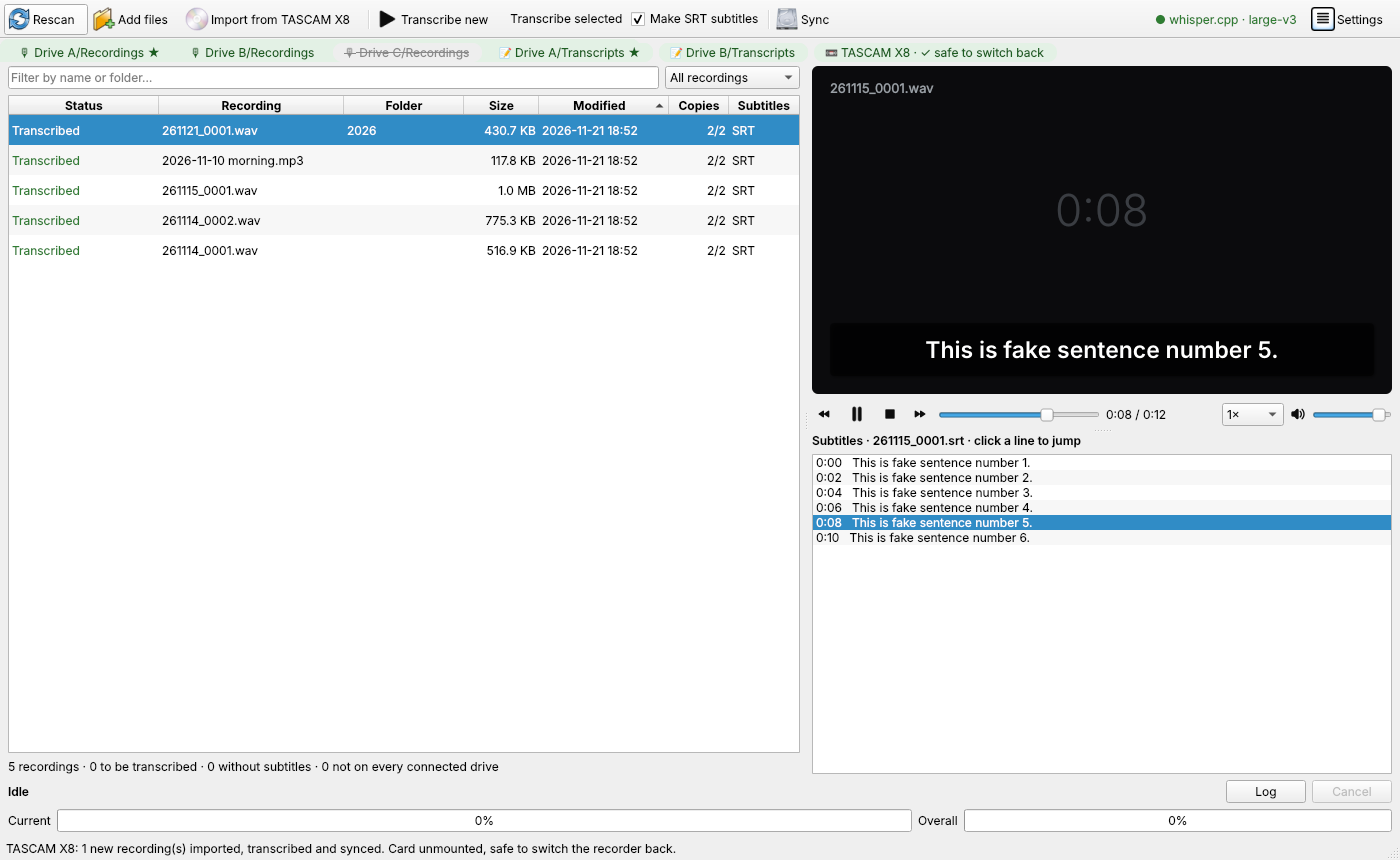 Rescan Add files Import from TASCAM X8 Transcribe new Transcribe selected Make SRT subtitles Sync whisper.cpp · large-v3 Settings
Drive A/Recordings ★ Drive B/Recordings Drive C/Recordings Drive A/Transcripts ★ Drive B/Transcripts TASCAM X8 · ✓ safe to switch back
Filter by name or folder... All recordings
Status Recording Folder Size Modified Copies Subtitles
Transcribed 261121_0001.wav 2026 430.7 KB 2026-11-21 18:52 2/2 SRT
Transcribed 2026-11-10 morning.mp3 117.8 KB 2026-11-21 18:52 2/2 SRT
Transcribed 261115_0001.wav 1.0 MB 2026-11-21 18:52 2/2 SRT
Transcribed 261114_0002.wav 775.3 KB 2026-11-21 18:52 2/2 SRT
Transcribed 261114_0001.wav 516.9 KB 2026-11-21 18:52 2/2 SRT
5 recordings · 0 to be transcribed · 0 without subtitles · 0 not on every connected drive
261115_0001.wav
0:08
This is fake sentence number 5.
0:08 / 0:12 1×
Subtitles · 261115_0001.srt · click a line to jump
0:00 This is fake sentence number 1.
0:02 This is fake sentence number 2.
0:04 This is fake sentence number 3.
0:06 This is fake sentence number 4.
0:08 This is fake sentence number 5.
0:10 This is fake sentence number 6.
Idle Log Cancel
Current 0% Overall 0%
TASCAM X8: 1 new recording(s) imported, transcribed and synced. Card unmounted, safe to switch the recorder back.